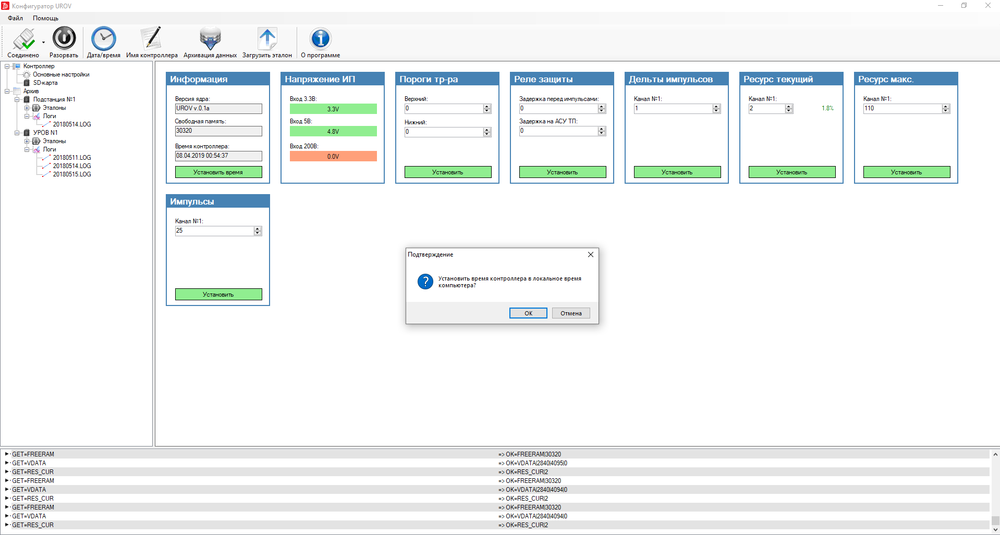 Конфигуратор UROV
Файл Помощь
Соединено Разорвать Дата/время Имя контроллера Архивация данных Загрузить эталон О программе
Контроллер
Основные настройки
SD-карта
Архив
Подстанция №1
Эталоны
Логи
20180514.LOG
УРОВ N1
Эталоны
Логи
20180511.LOG
20180514.LOG
20180515.LOG
Информация
Версия ядра:
UROV v.0.1a
Свободная память:
30320
Время контроллера:
08.04.2019 00:54:37
Установить время
Напряжение ИП
Вход 3.3В:
3.3V
Вход 5В:
4.8V
Вход 200В:
0.0V
Пороги тр-ра
Верхний:
0
Нижний:
0
Установить
Реле защиты
Задержка перед импульсами:
0
Задержка на АСУ ТП:
0
Установить
Дельты импульсов
Канал №1:
1
Установить
Ресурс текущий
Канал №1:
2 1.8%
Установить
Ресурс макс.
Канал №1:
110
Установить
Импульсы
Канал №1:
25
Установить
Подтверждение
Установить время контроллера в локальное время
компьютера?
ОК Отмена
GET=FREERAM => OK=FREERAM|30320
GET=VDATA => OK=VDATA|2840|4095|0
GET=RES_CUR => OK=RES_CUR|2
GET=FREERAM => OK=FREERAM|30320
GET=VDATA => OK=VDATA|2840|4094|0
GET=RES_CUR => OK=RES_CUR|2
GET=FREERAM => OK=FREERAM|30320
GET=VDATA => OK=VDATA|2840|4094|0
GET=RES_CUR => OK=RES_CUR|2